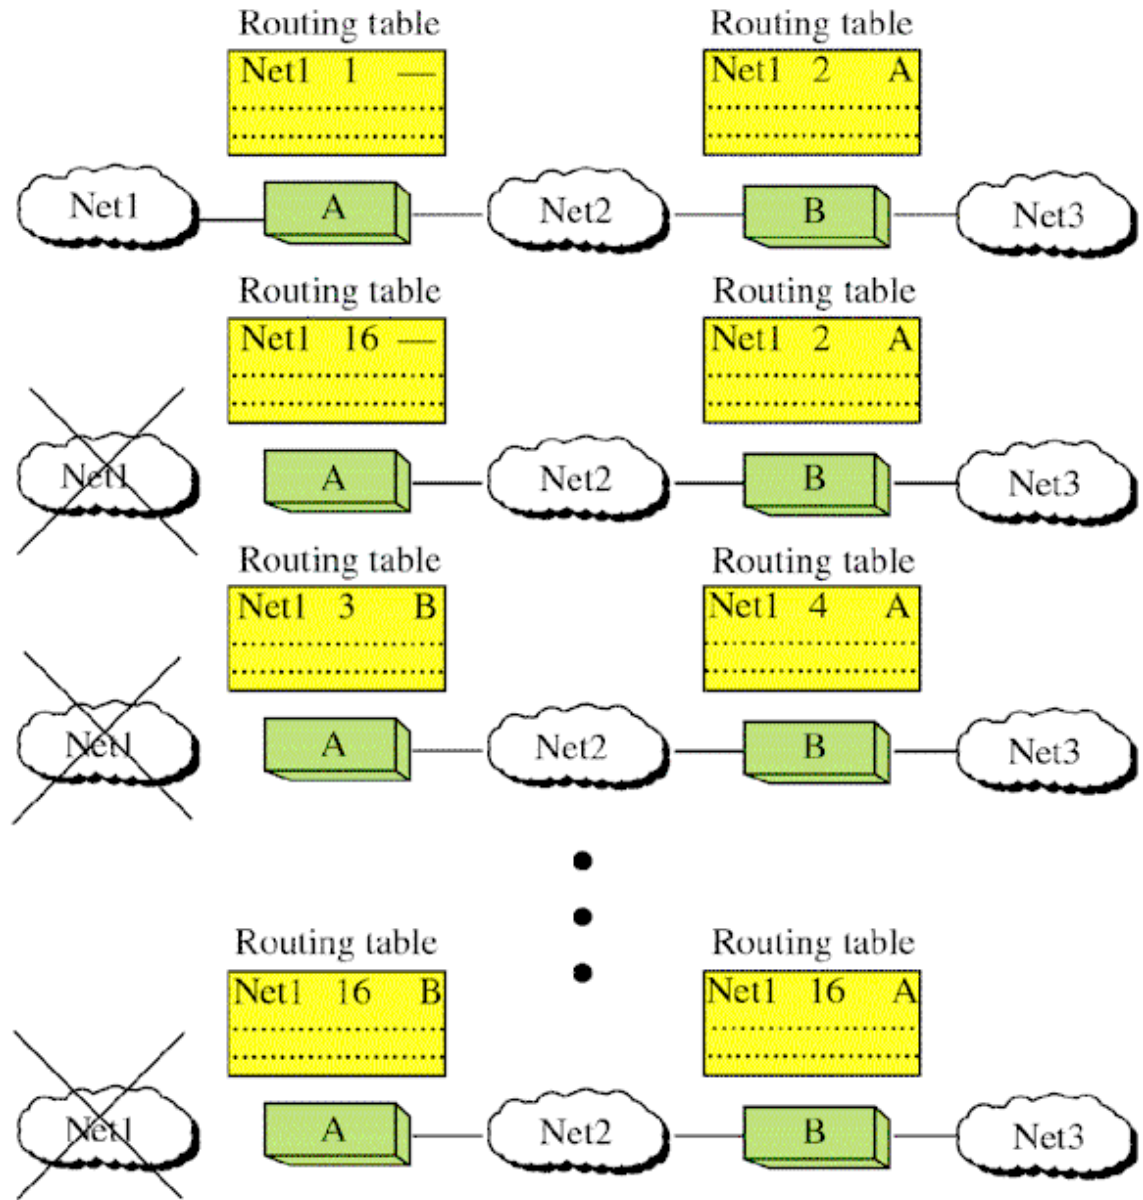 Routing table Routing table
Net1 1 — Net1 2 A
Net1 A Net2 B Net3
Routing table Routing table
Net1 16 — Net1 2 A
Net1 A Net2 B Net3
Routing table Routing table
Net1 3 B Net1 4 A
Net1 A Net2 B Net3
Routing table Routing table
Net1 16 B Net1 16 A
Net1 A Net2 B Net3